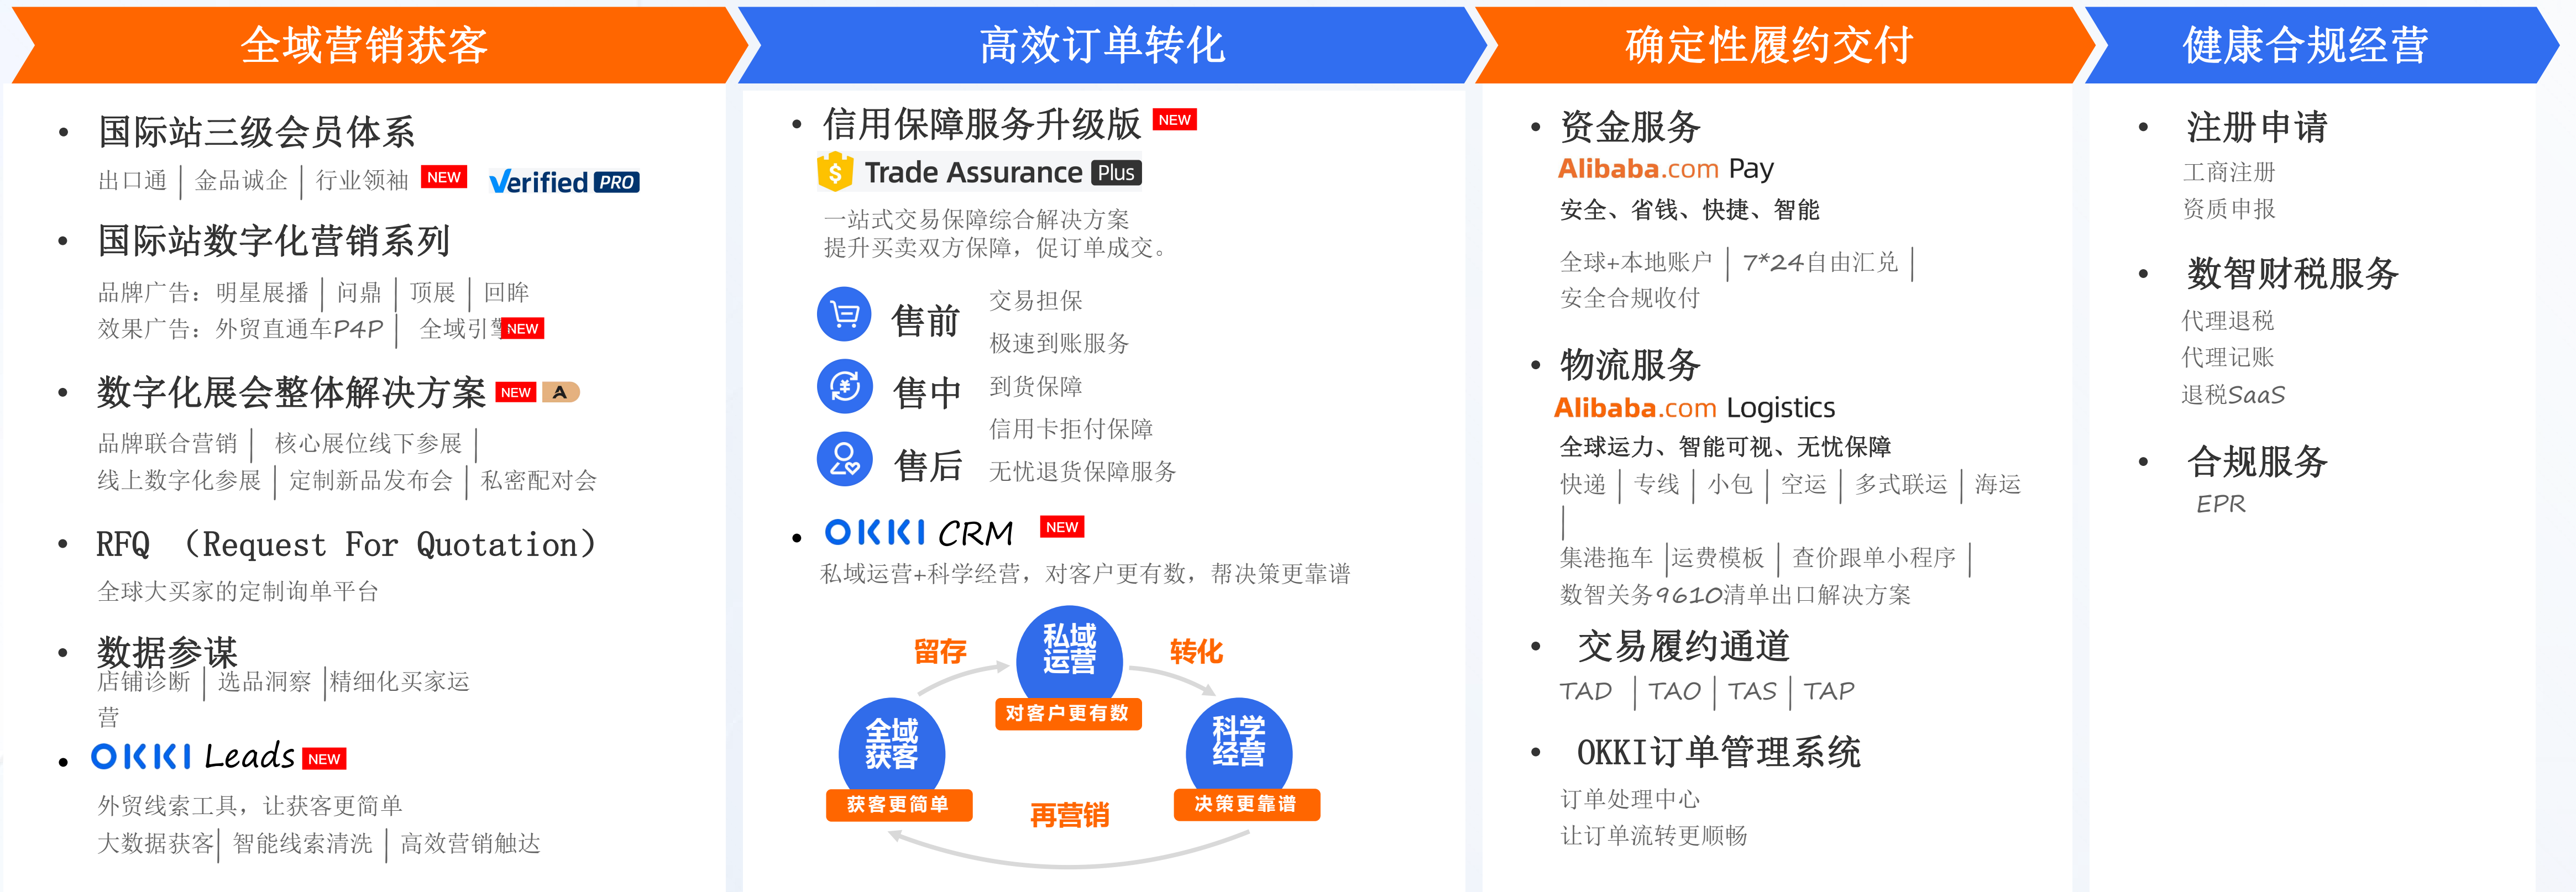 全域营销获客
国际站三级会员体系
出口通 | 金品诚企 | 行业领袖 NEW Verified PRO
国际站数字化营销系列
品牌广告：明星展播 | 问鼎 | 顶展 | 回眸
效果广告：外贸直通车P4P | 全域引擎 NEW
数字化展会整体解决方案 NEW A
品牌联合营销 | 核心展位线下参展 |
线上数字化参展 | 定制新品发布会 | 私密配对会
RFQ （Request For Quotation）
全球大买家的定制询单平台
数据参谋
店铺诊断 | 选品洞察 |精细化买家运
营
OKKI Leads NEW
外贸线索工具，让获客更简单
大数据获客| 智能线索清洗 | 高效营销触达
高效订单转化
信用保障服务升级版 NEW
Trade Assurance Plus
一站式交易保障综合解决方案
提升买卖双方保障，促订单成交。
售前
交易担保
极速到账服务
售中
到货保障
信用卡拒付保障
售后
无忧退货保障服务
OKKI CRM NEW
私域运营+科学经营，对客户更有数，帮决策更靠谱
留存
私域
运营
转化
对客户更有数
全域
获客
获客更简单
科学
经营
决策更靠谱
再营销
确定性履约交付
资金服务
Alibaba.com Pay
安全、省钱、快捷、智能
全球+本地账户 | 7*24自由汇兑 |
安全合规收付
物流服务
Alibaba.com Logistics
全球运力、智能可视、无忧保障
快递 | 专线 | 小包 | 空运 | 多式联运 | 海运
|
集港拖车 |运费模板 | 查价跟单小程序 |
数智关务9610清单出口解决方案
交易履约通道
TAD | TAO | TAS | TAP
OKKI订单管理系统
订单处理中心
让订单流转更顺畅
健康合规经营
注册申请
工商注册
资质申报
数智财税服务
代理退税
代理记账
退税SaaS
合规服务
EPR